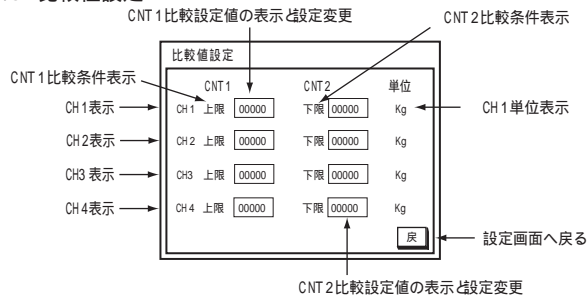 CNT1比較設定値の表示と設定変更
CNT2比較条件表示
比較値設定
CNT1 CNT2 単位
CNT1比較条件表示
CH1表示 CH1 上限 00000 下限 00000 Kg CH1単位表示
CH2表示 CH2 上限 00000 下限 00000 Kg
CH3表示 CH3 上限 00000 下限 00000 Kg
CH4表示 CH4 上限 00000 下限 00000 Kg
戻 設定画面へ戻る
CNT2比較設定値の表示と設定変更